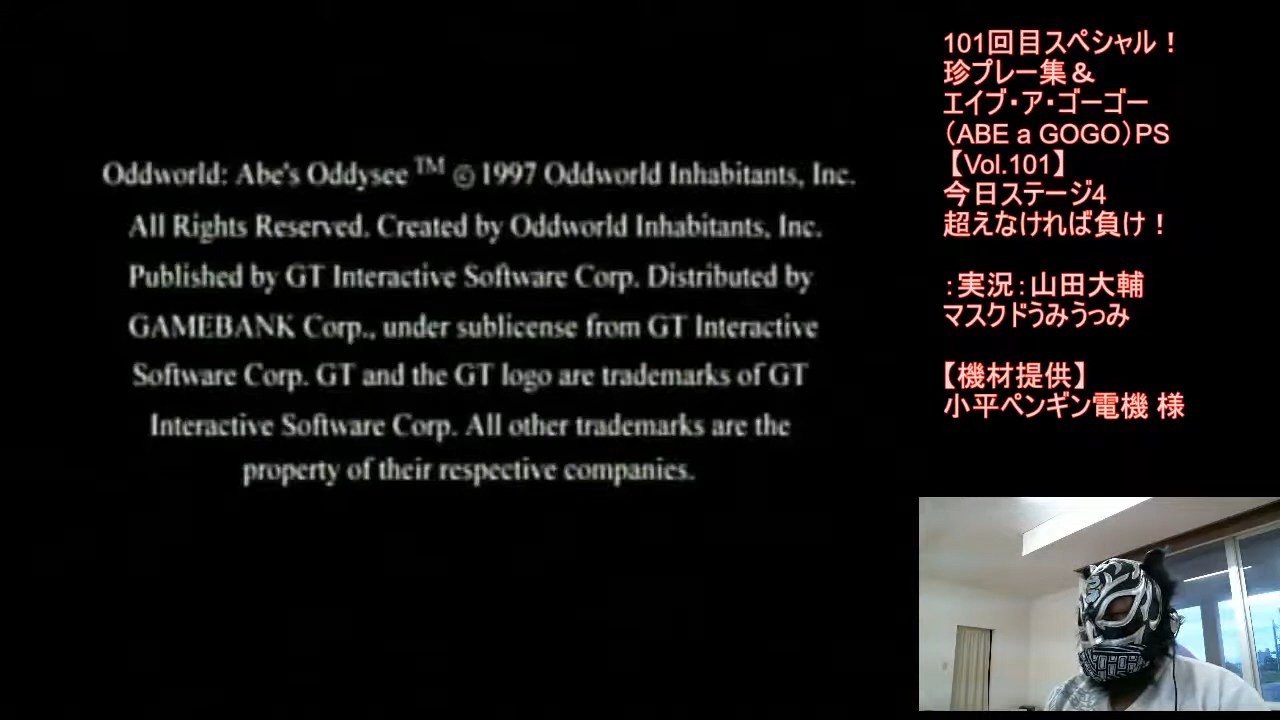 Oddworld: Abe's Oddysee TM © 1997 Oddworld Inhabitants, Inc.
All Rights Reserved. Created by Oddworld Inhabitants, Inc.
Published by GT Interactive Software Corp. Distributed by
GAMEBANK Corp., under sublicense from GT Interactive
Software Corp. GT and the GT logo are trademarks of GT
Interactive Software Corp. All other trademarks are the
property of their respective companies.
101回目スペシャル！
珍プレー集＆
エイブ・ア・ゴーゴー
（ABE a GOGO）PS
【Vol.101】
今日ステージ4
超えなければ負け！
：実況：山田大輔
マスクドうみうっみ
【機材提供】
小平ペンギン電機 様